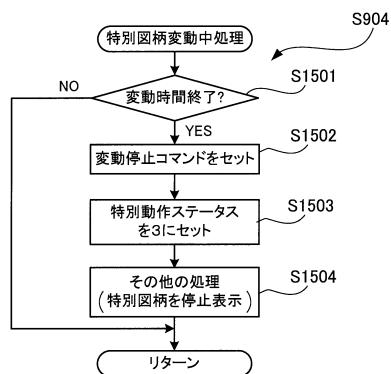 特別図柄変動中処理
S904
変動時間終了?
S1501
NO
YES
変動停止コマンドをセット
S1502
特別動作ステータス
を3にセット
S1503
その他の処理
(特別図柄を停止表示)
S1504
リターン